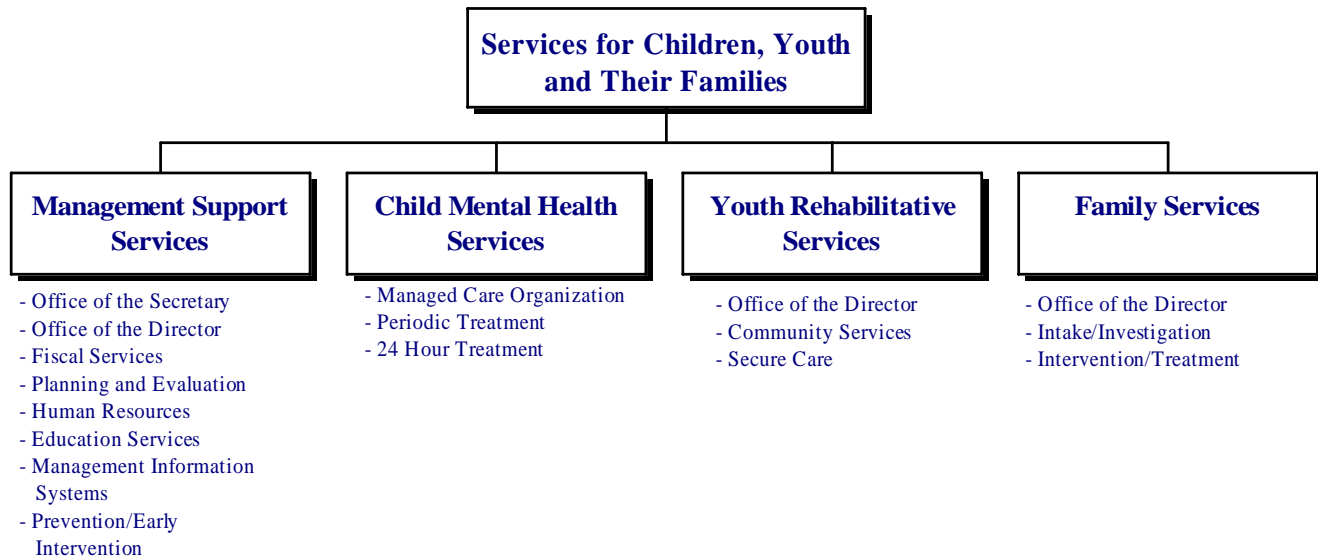 Services for Children, Youth
and Their Families
Management Support
Services
- Office of the Secretary
- Office of the Director
- Fiscal Services
- Planning and Evaluation
- Human Resources
- Education Services
- Management Information
Systems
- Prevention/Early
Intervention
Child Mental Health
Services
- Managed Care Organization
- Periodic Treatment
- 24 Hour Treatment
Youth Rehabilitative
Services
- Office of the Director
- Community Services
- Secure Care
Family Services
- Office of the Director
- Intake/Investigation
- Intervention/Treatment